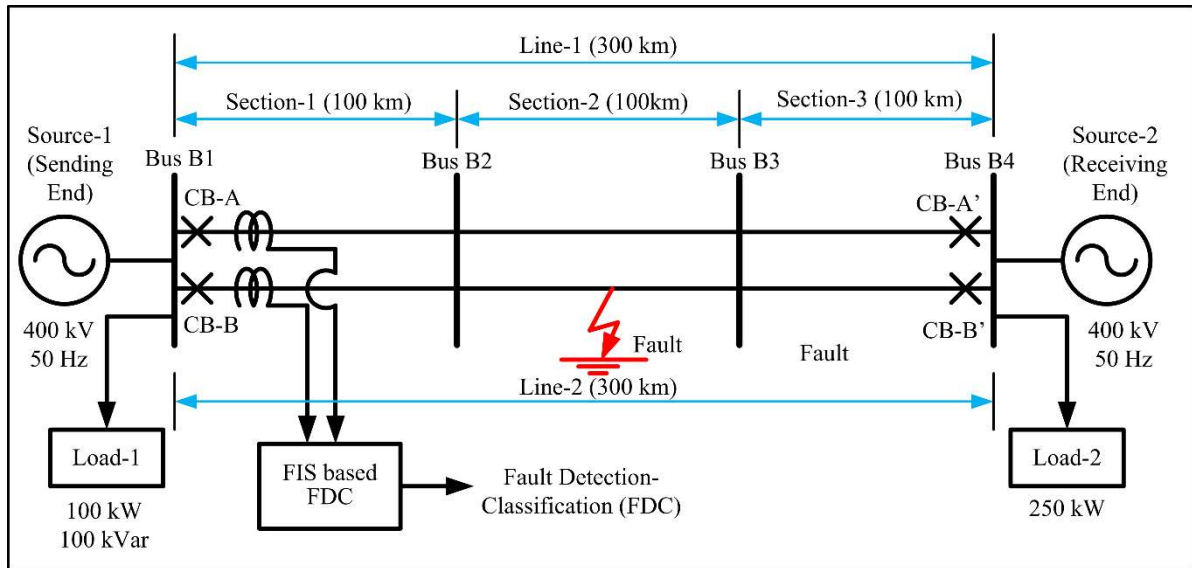 Line-1 (300 km)
Section-1 (100 km)
Section-2 (100km)
Section-3 (100 km)
Source-1
(Sending
End)
Bus B1
Bus B2
Bus B3
Bus B4
Source-2
(Receiving
End)
CB-A
CB-A’
CB-B
CB-B’
400 kV
50 Hz
Fault
Fault
400 kV
50 Hz
Line-2 (300 km)
Load-1
100 kW
100 kVar
FIS based
FDC
Fault Detection-
Classification (FDC)
Load-2
250 kW